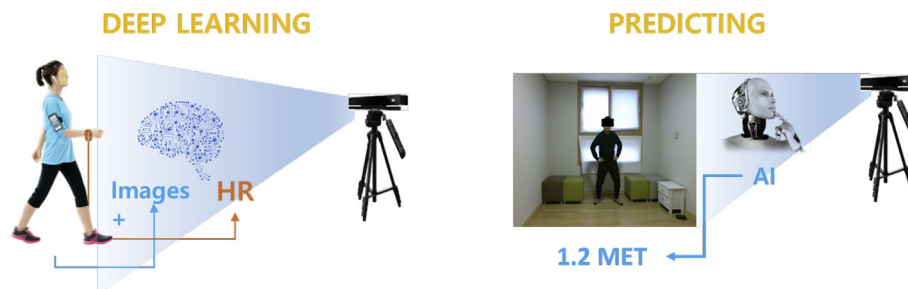 DEEP LEARNING
Images
+
HR
PREDICTING
AI
1.2 MET